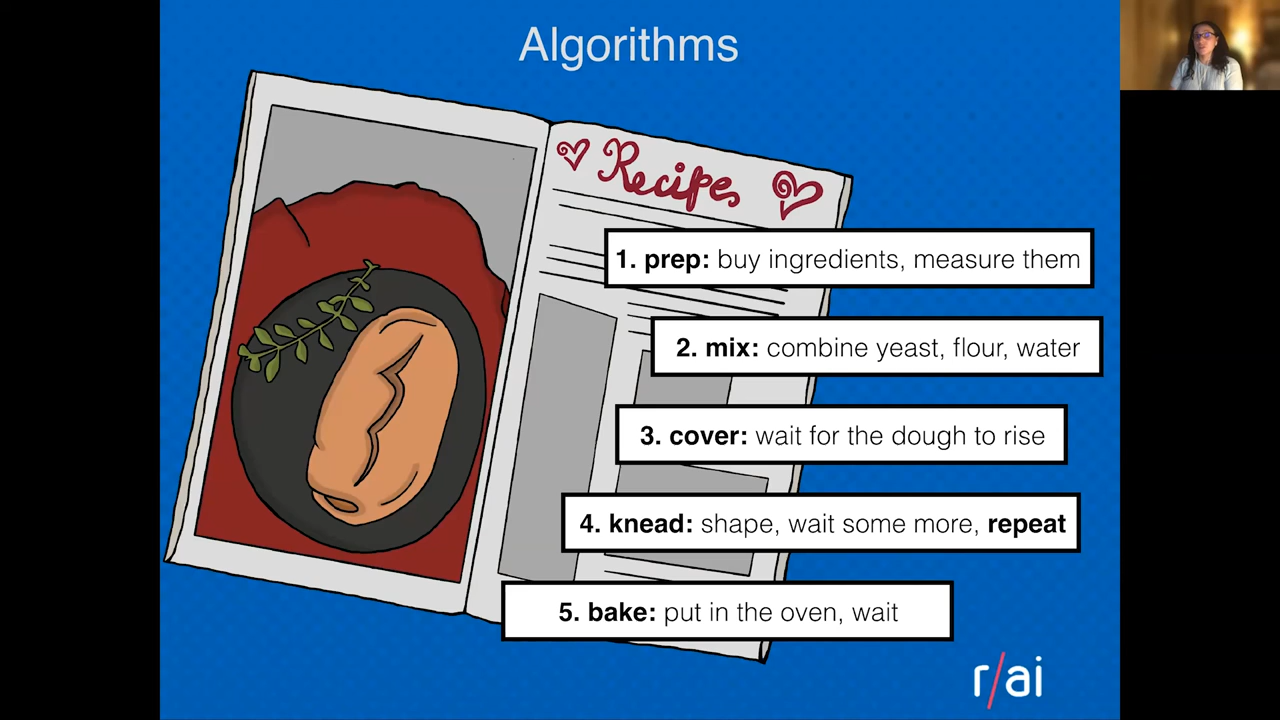 Algorithms
Recipes
1. prep: buy ingredients, measure them
2. mix: combine yeast, flour, water
3. cover: wait for the dough to rise
4. knead: shape, wait some more, repeat
5. bake: put in the oven, wait
r/ai